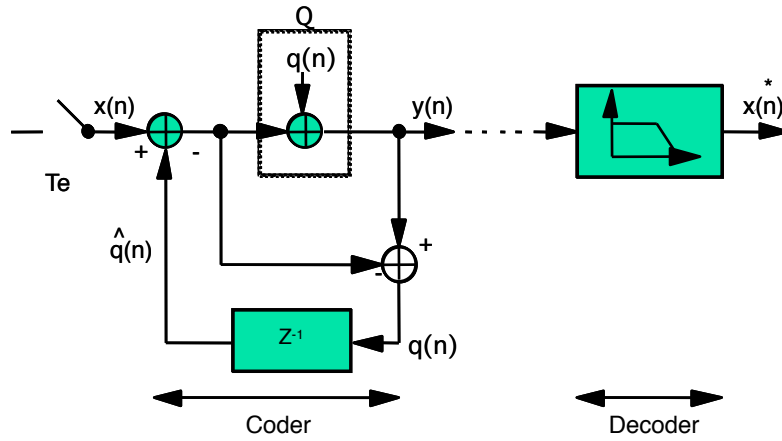 Q
q(n)
x(n)
y(n)
*
x(n)
+
-
Te
^
q(n)
+
-
Z-1
q(n)
Coder
Decoder